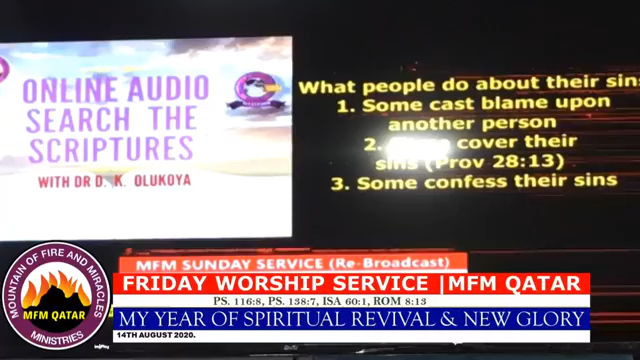 ONLINE AUDIO
SEARCH THE
SCRIPTURES
WITH DR D. K. OLUKOYA
What people do about their sins
1. Some cast blame upon
another person
2. cover their
sins (Prov 28:13)
3. Some confess their sins
MFM SUNDAY SERVICE (Re-Broadcast)
FRIDAY WORSHIP SERVICE |MFM QATAR
PS. 116:8, PS. 138:7, ISA 60:1, ROM 8:13
MY YEAR OF SPIRITUAL REVIVAL & NEW GLORY
14TH AUGUST 2020.
MOUNTAIN OF FIRE AND MIRACLES
MFM QATAR
MINISTRIES